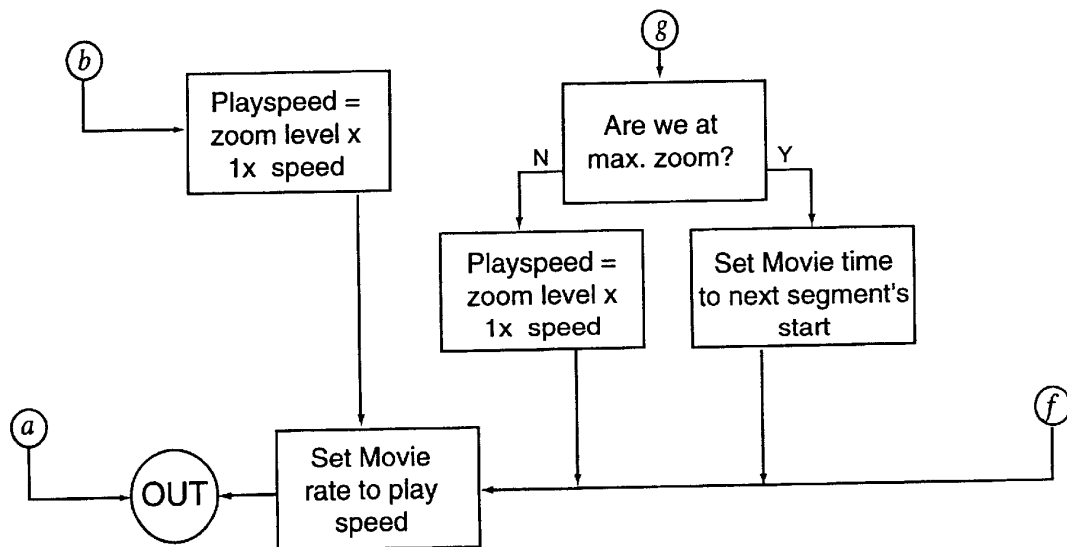 g
b
Playspeed =
zoom level x
1x speed
Are we at
max. zoom?
N
Y
Playspeed =
zoom level x
1x speed
Set Movie time
to next segment's
start
a
f
OUT
Set Movie
rate to play
speed